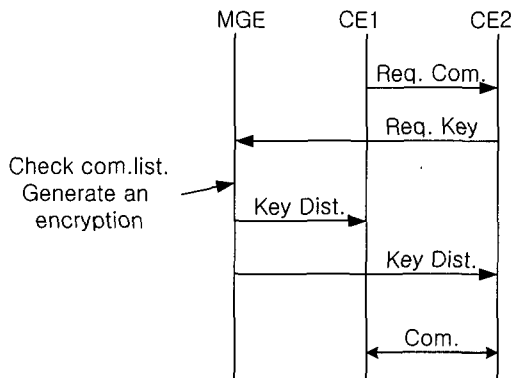 MGE CE1 CE2
Req. Com.
Req. Key
Check com.list.
Generate an
encryption
Key Dist.
Key Dist.
Com.